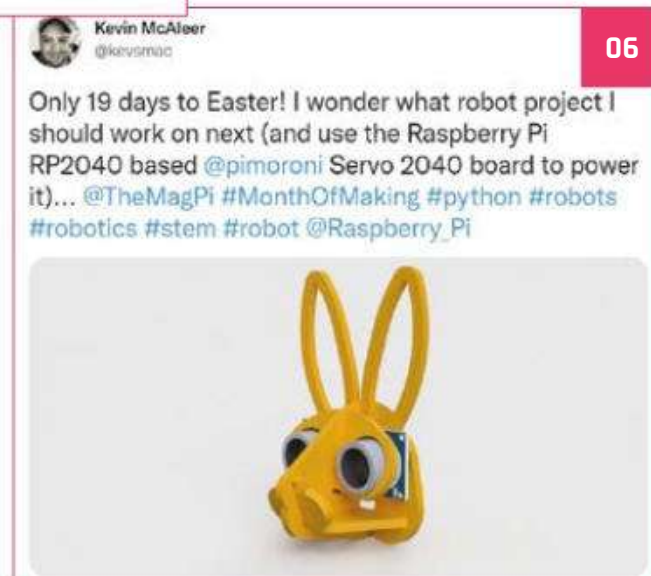 Kevin McAleer
@kevsmac
06
Only 19 days to Easter! I wonder what robot project I
should work on next (and use the Raspberry Pi
RP2040 based @pimoroni Servo 2040 board to power
it)... @TheMagPi #MonthOfMaking #python #robots
#robotics #stem #robot @Raspberry_Pi